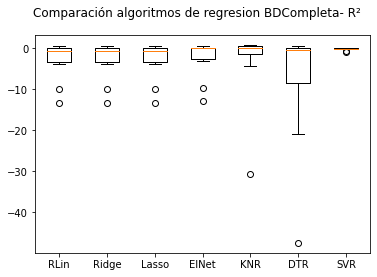 Comparación algoritmos de regresion BDCompleta- R²
0
−10
−20
−30
−40
RLin Ridge Lasso ElNet KNR DTR SVR